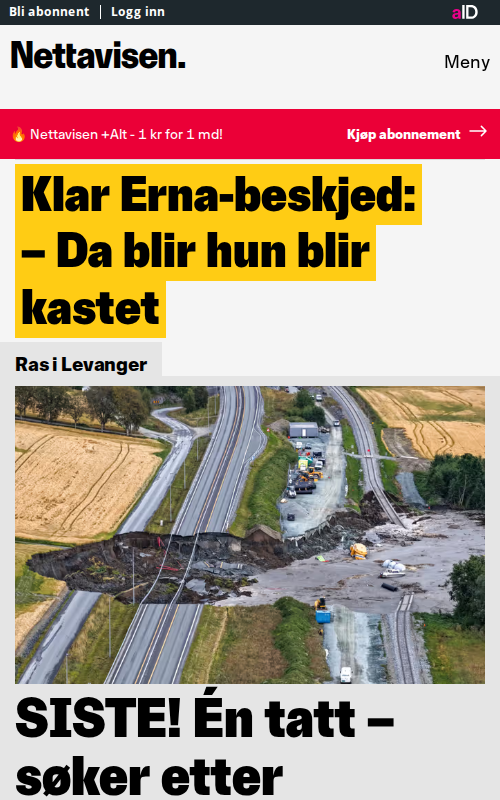 Bli abonnent | Logg inn
aID
Nettavisen.
Meny
🔥 Nettavisen +Alt - 1 kr for 1 md!
Kjøp abonnement →
Klar Erna-beskjed:
– Da blir hun blir
kastet
Ras i Levanger
SISTE! Én tatt –
søker etter